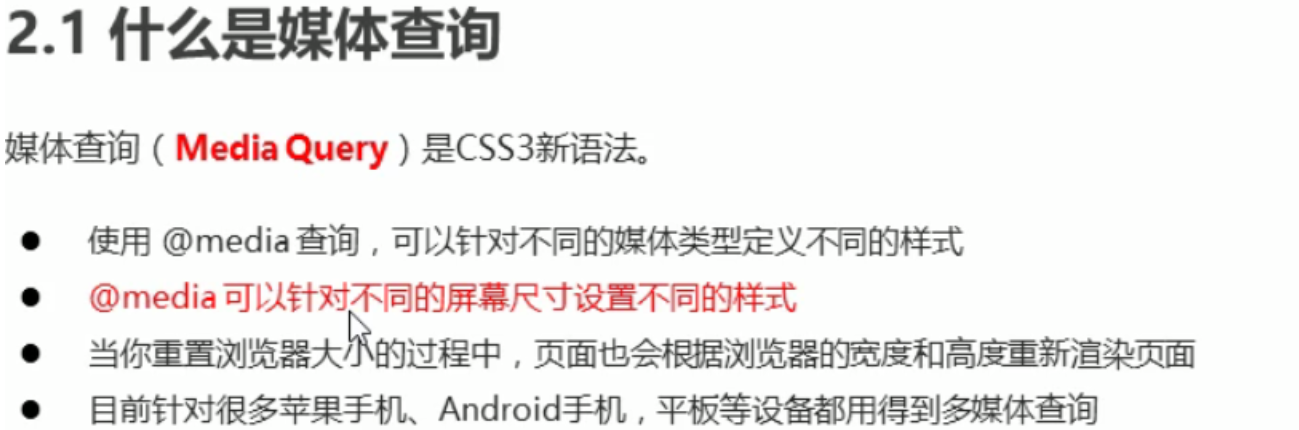 2.1 什么是媒体查询
媒体查询（Media Query）是CSS3新语法。
● 使用 @media 查询，可以针对不同的媒体类型定义不同的样式
● @media 可以针对不同的屏幕尺寸设置不同的样式
● 当你重置浏览器大小的过程中，页面也会根据浏览器的宽度和高度重新渲染页面
● 目前针对很多苹果手机、Android手机，平板等设备都用得到多媒体查询